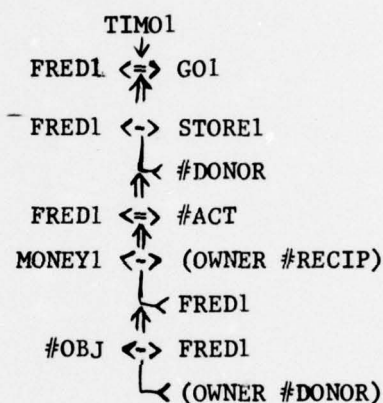 TIMO1
FRED1 <=> GO1
FRED1 <-> STORE1
#DONOR
FRED1 <=> #ACT
MONEY1 <-> (OWNER #RECIP)
FRED1
#OBJ <-> FRED1
(OWNER #DONOR)